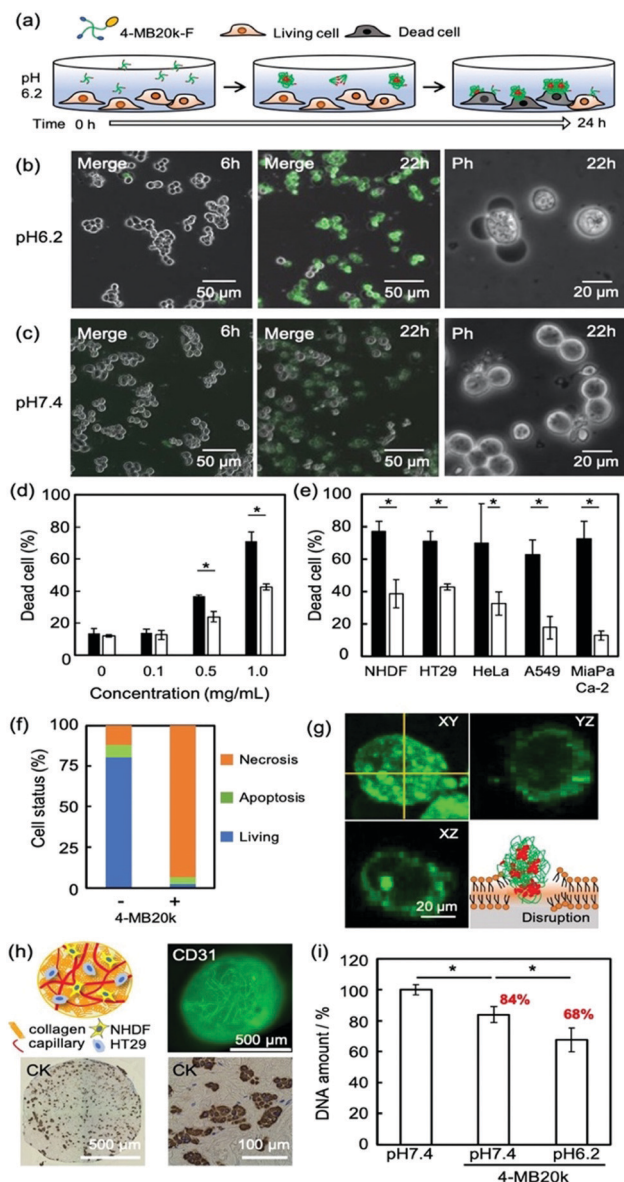 (a)
4-MB20k-F
Living cell
Dead cell
pH
6.2
Time 0 h
24 h
(b)
Merge 6h
Merge 22h
Ph 22h
pH6.2
50 µm
50 µm
20 µm
(c)
Merge 6h
Merge 22h
Ph 22h
pH7.4
50 µm
50 µm
20 µm
(d)
Dead cell (%)
80
60
40
20
0
*
*
0 0.1 0.5 1.0
Concentration (mg/mL)
(e)
Dead cell (%)
80
60
40
20
0
* * * * *
NHDF HT29 HeLa A549 MiaPa
Ca-2
(f)
Cell status (%)
100
75
50
25
0
Necrosis
Apoptosis
Living
- +
4-MB20k
(g)
XY
YZ
XZ
20 µm
Disruption
(h)
collagen NHDF
capillary HT29
CD31
500 µm
CK
500 µm
CK
100 µm
(i)
DNA amount / %
120
100
80
60
40
20
0
* *
84%
68%
pH7.4 pH7.4 pH6.2
4-MB20k